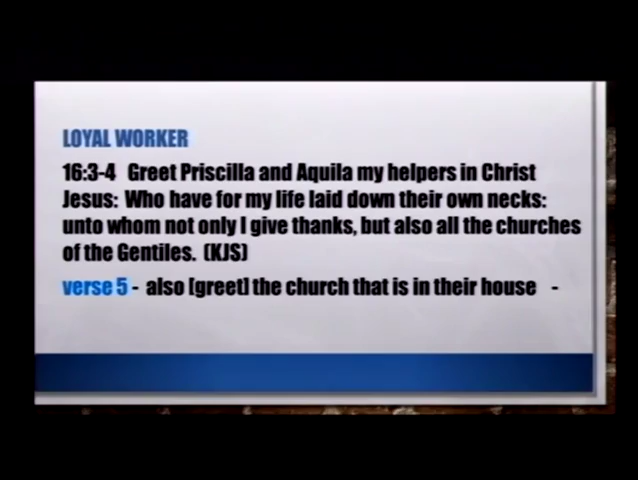 LOYAL WORKER
16:3-4 Greet Priscilla and Aquila my helpers in Christ
Jesus: Who have for my life laid down their own necks:
unto whom not only I give thanks, but also all the churches
of the Gentiles. (KJS)
verse 5 - also [greet] the church that is in their house -